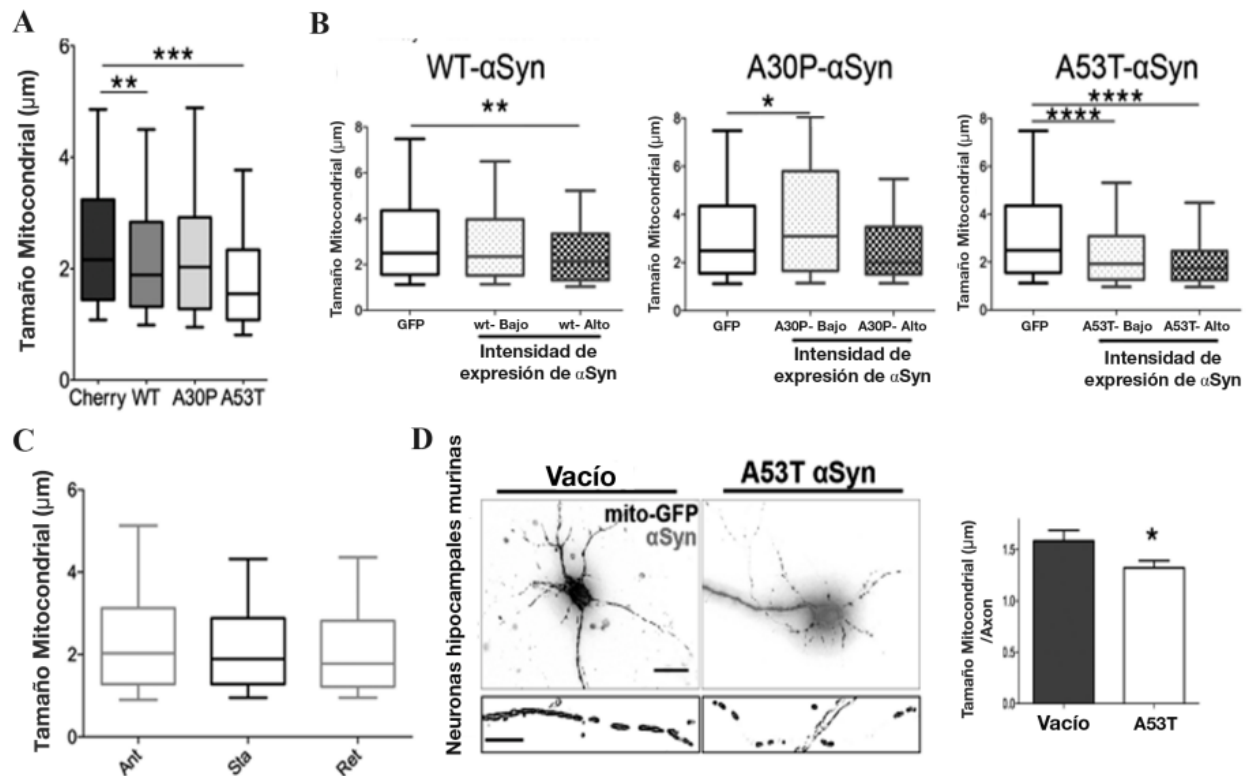 A
Tamaño Mitocondrial (μm)
6
4
2
0
***
**
Cherry WT A30P A53T
B
WT-αSyn
Tamaño Mitocondrial (μm)
8
6
4
2
0
**
GFP wt- Bajo wt- Alto
Intensidad de
expresión de αSyn
A30P-αSyn
Tamaño Mitocondrial (μm)
8
6
4
2
0
*
GFP A30P- Bajo A30P- Alto
Intensidad de
expresión de αSyn
A53T-αSyn
Tamaño Mitocondrial (μm)
8
6
4
2
0
****
****
GFP A53T- Bajo A53T- Alto
Intensidad de
expresión de αSyn
C
Tamaño Mitocondrial (μm)
6
4
2
0
Ant Sta Ret
D
Neuronas hipocampales murinas
Vacío
A53T αSyn
mito-GFP
αSyn
Tamaño Mitocondrial (μm)
/Axon
1.5
1.0
0.5
0.0
*
Vacío A53T